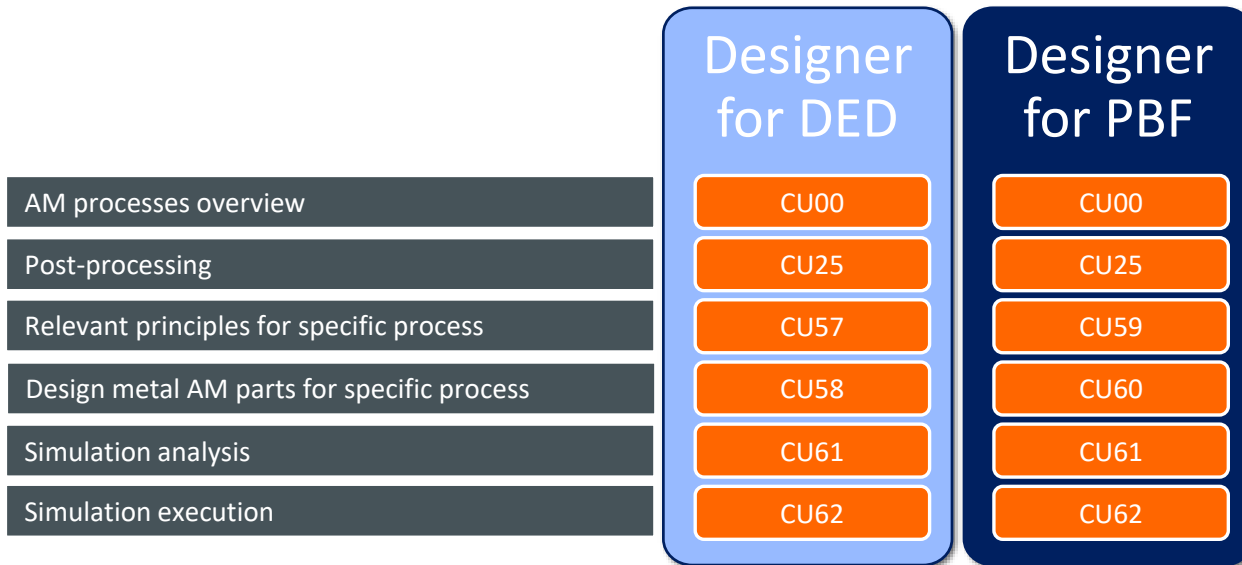 Designer
for DED
Designer
for PBF
AM processes overview
CU00
CU00
Post-processing
CU25
CU25
Relevant principles for specific process
CU57
CU59
Design metal AM parts for specific process
CU58
CU60
Simulation analysis
CU61
CU61
Simulation execution
CU62
CU62